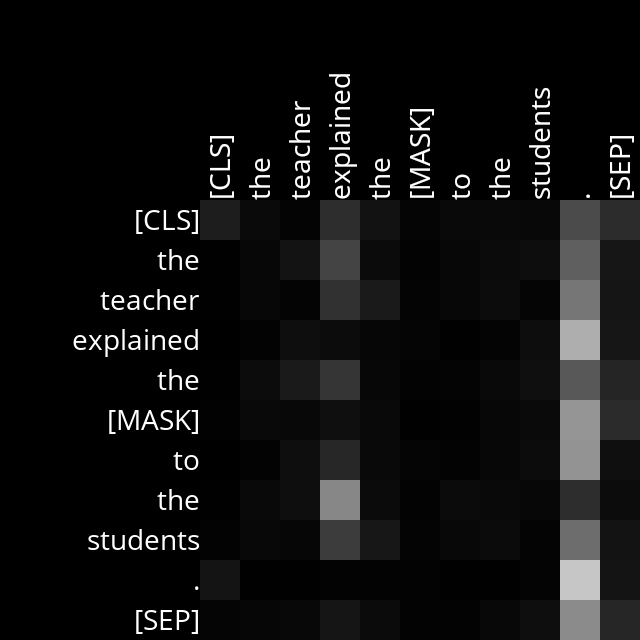 [CLS] the teacher explained the [MASK] to the students . [SEP]
[CLS]
the
teacher
explained
the
[MASK]
to
the
students
.
[SEP]